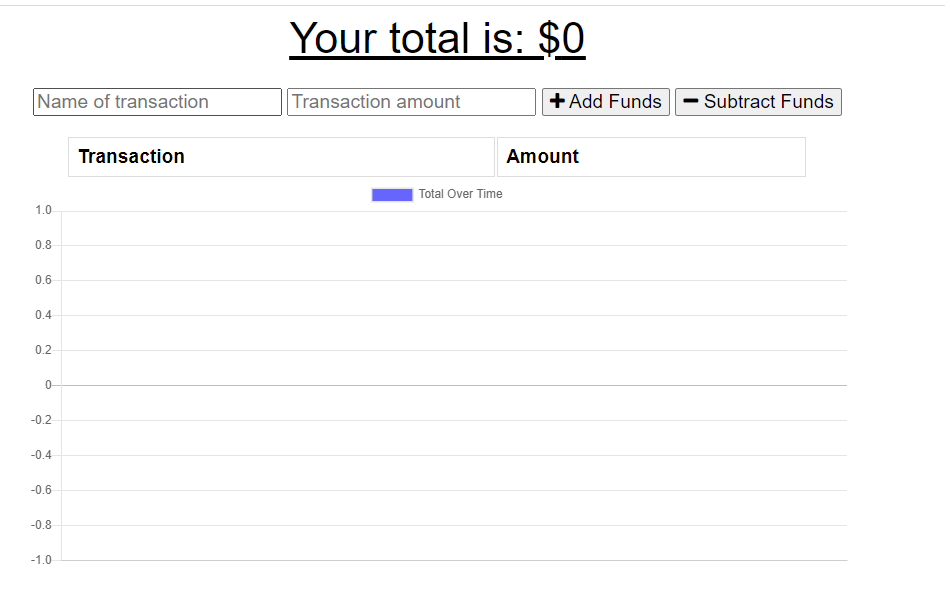 Your total is: $0
Name of transaction Transaction amount + Add Funds − Subtract Funds
Transaction Amount
Total Over Time
1.0
0.8
0.6
0.4
0.2
0
-0.2
-0.4
-0.6
-0.8
-1.0